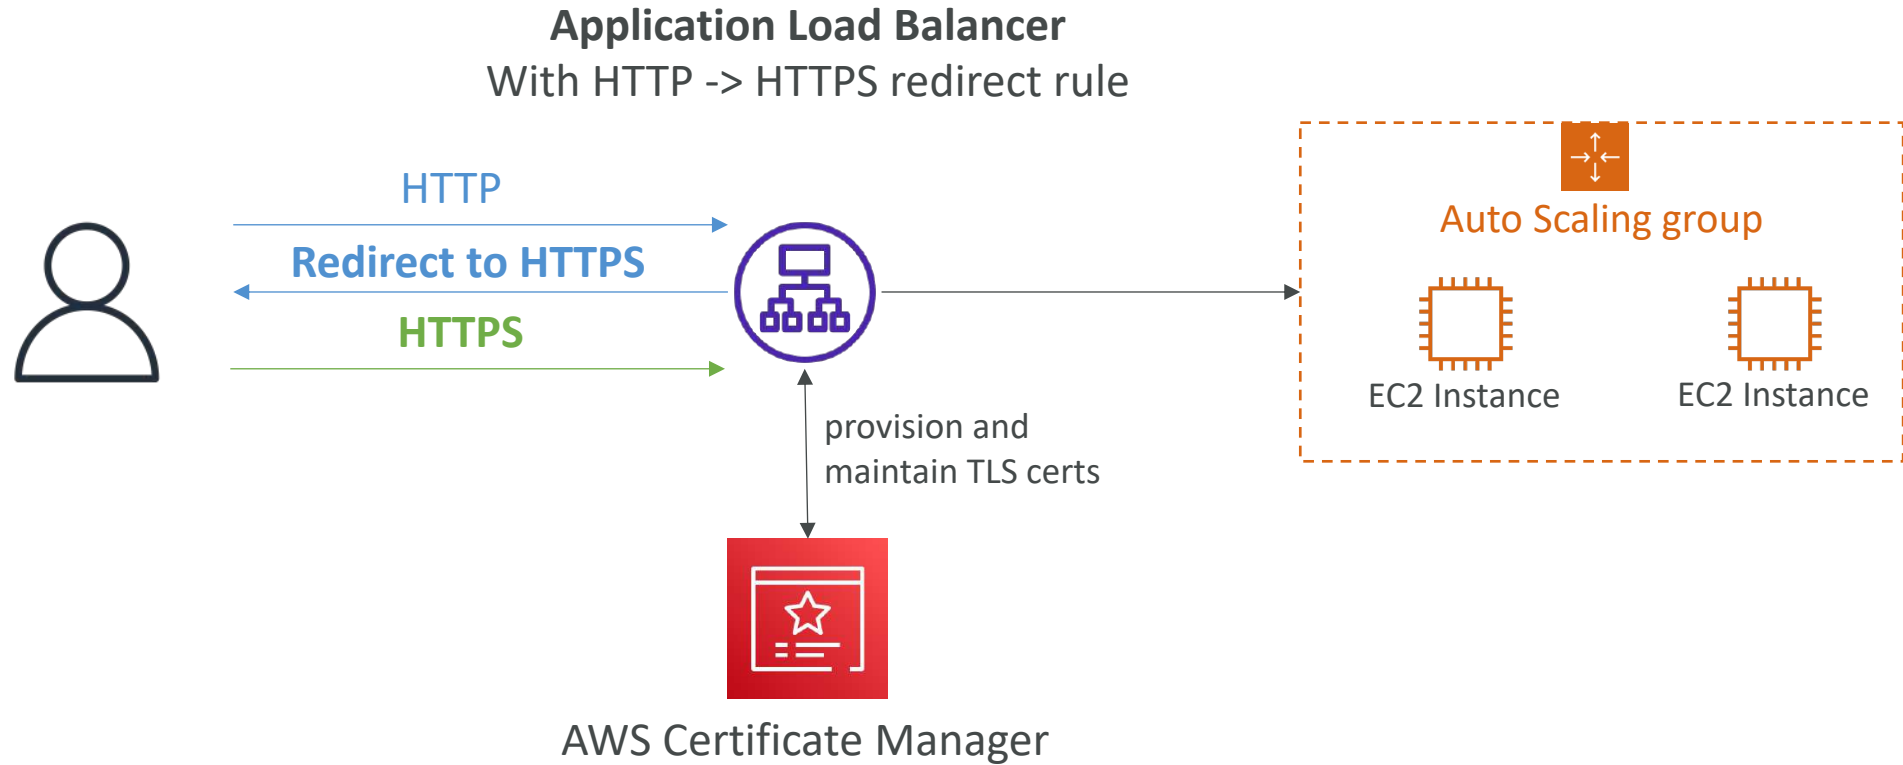 Application Load Balancer
With HTTP -> HTTPS redirect rule
HTTP
Redirect to HTTPS
HTTPS
Auto Scaling group
EC2 Instance
EC2 Instance
provision and
maintain TLS certs
AWS Certificate Manager